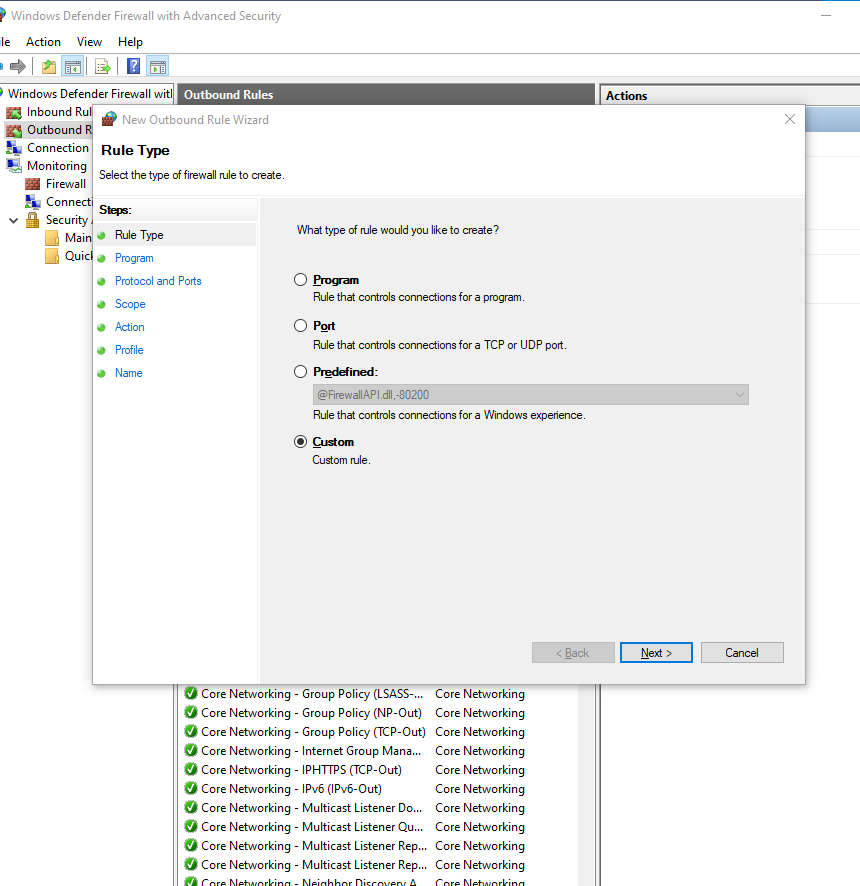 Windows Defender Firewall with Advanced Security
ile Action View Help
Windows Defender Firewall witl
Inbound Rul
Outbound R
Connection
Monitoring
Firewall
Connecti
Security A
Main
Quick
Outbound Rules
Actions
New Outbound Rule Wizard
Rule Type
Select the type of firewall rule to create.
Steps:
Rule Type
Program
Protocol and Ports
Scope
Action
Profile
Name
What type of rule would you like to create?
Program
Rule that controls connections for a program.
Port
Rule that controls connections for a TCP or UDP port.
Predefined:
@FirewallAPI.dll,-80200
Rule that controls connections for a Windows experience.
Custom
Custom rule.
< Back Next > Cancel
Core Networking - Group Policy (LSASS-... Core Networking
Core Networking - Group Policy (NP-Out) Core Networking
Core Networking - Group Policy (TCP-Out) Core Networking
Core Networking - Internet Group Mana... Core Networking
Core Networking - IPHTTPS (TCP-Out) Core Networking
Core Networking - IPv6 (IPv6-Out) Core Networking
Core Networking - Multicast Listener Do... Core Networking
Core Networking - Multicast Listener Qu... Core Networking
Core Networking - Multicast Listener Rep... Core Networking
Core Networking - Multicast Listener Rep... Core Networking
Core Networking - Neighbor Discovery A... Core Networking